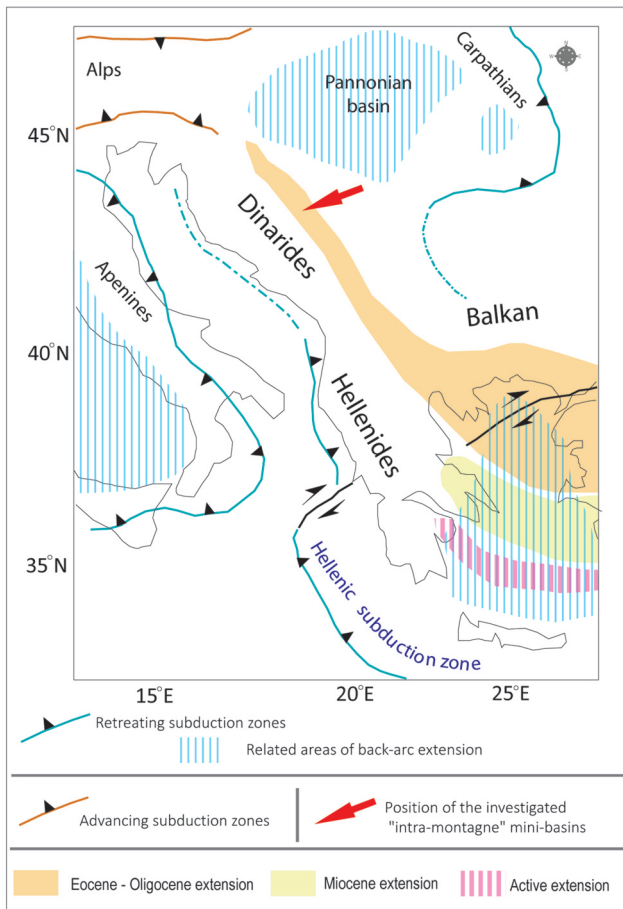 Alps
Carpathians
Pannonian
basin
45°N
Dinarides
Apenines
Balkan
40°N
Hellenides
35°N
Hellenic subduction zone
15°E
20°E
25°E
Retreating subduction zones
Related areas of back-arc extension
Advancing subduction zones
Position of the investigated
"intra-montagne" mini-basins
Eocene - Oligocene extension
Miocene extension
Active extension